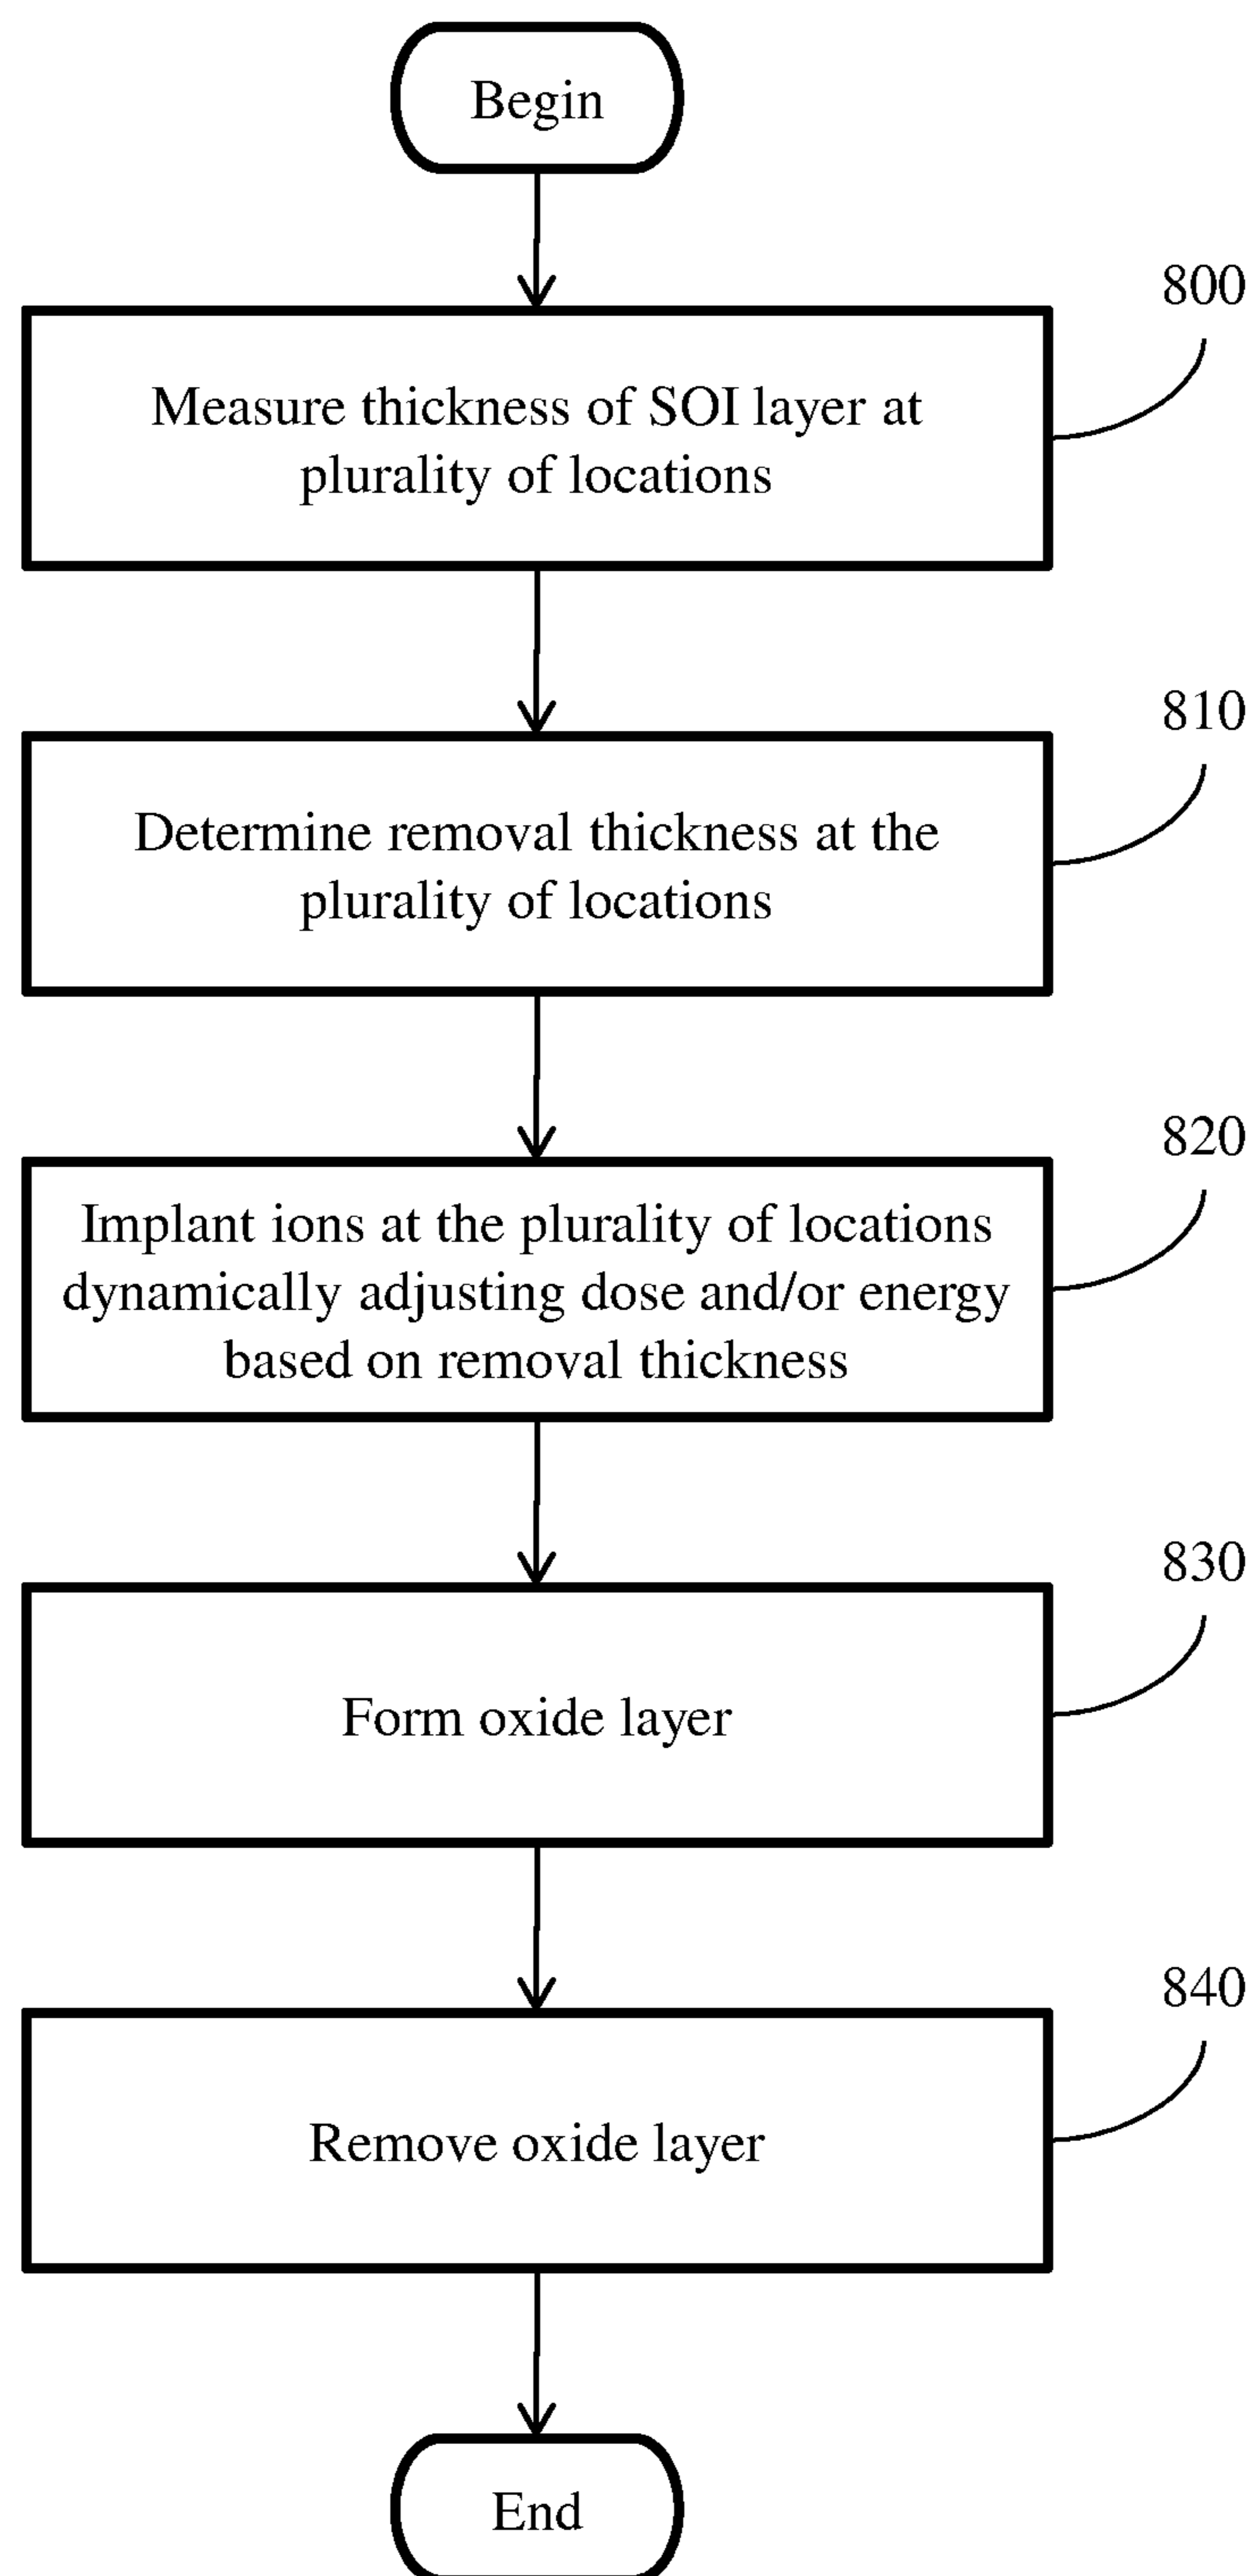 Begin
800
Measure thickness of SOI layer at
plurality of locations
810
Determine removal thickness at the
plurality of locations
820
Implant ions at the plurality of locations
dynamically adjusting dose and/or energy
based on removal thickness
830
Form oxide layer
840
Remove oxide layer
End